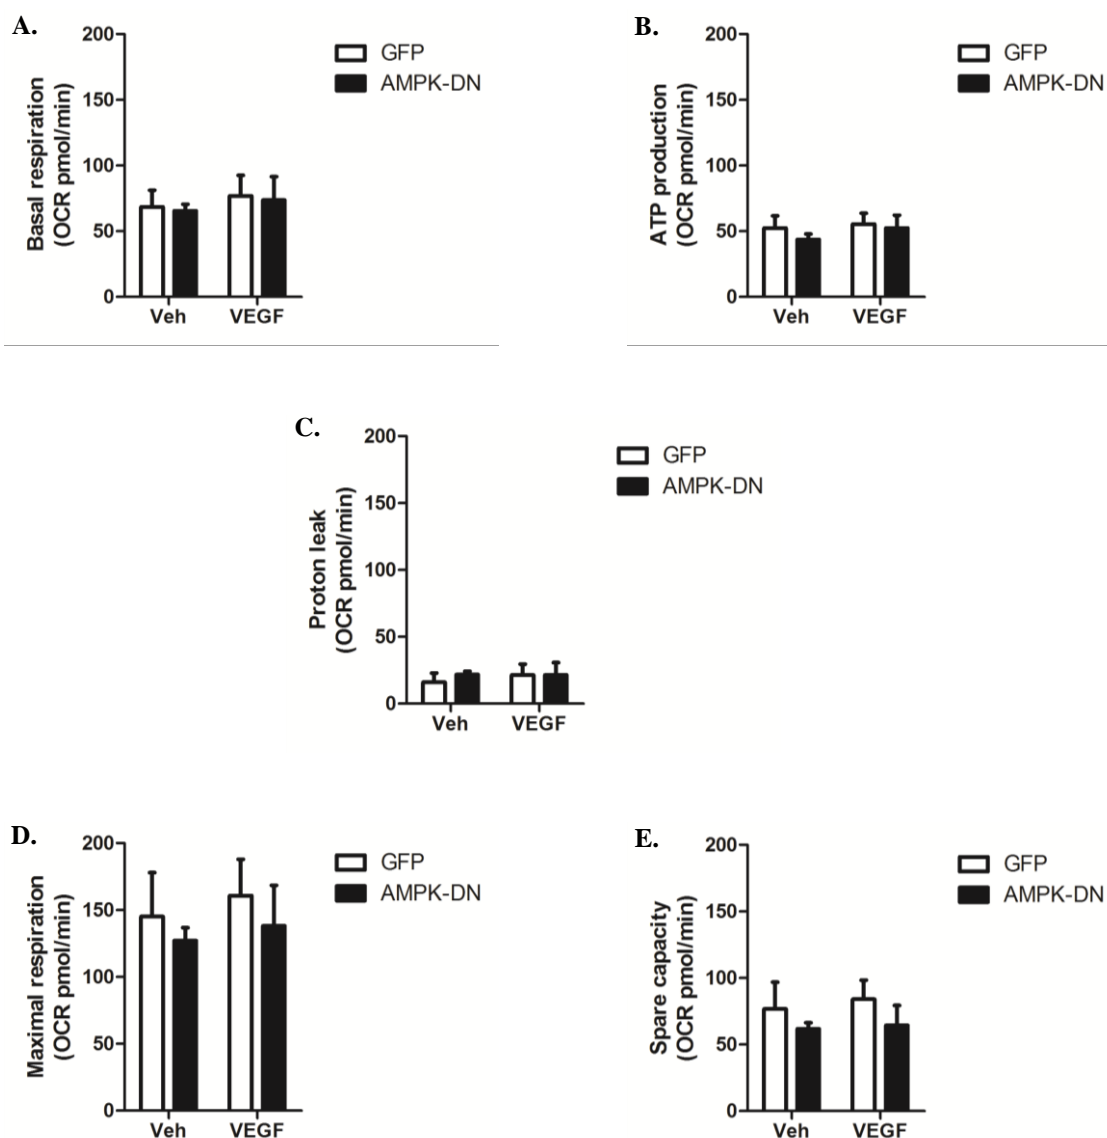 A.
200
150
100
50
0
Basal respiration
(OCR pmol/min)
Veh VEGF
GFP
AMPK-DN
B.
200
150
100
50
0
ATP production
(OCR pmol/min)
Veh VEGF
GFP
AMPK-DN
C.
200
150
100
50
0
Proton leak
(OCR pmol/min)
Veh VEGF
GFP
AMPK-DN
D.
200
150
100
50
0
Maximal respiration
(OCR pmol/min)
Veh VEGF
GFP
AMPK-DN
E.
200
150
100
50
0
Spare capacity
(OCR pmol/min)
Veh VEGF
GFP
AMPK-DN